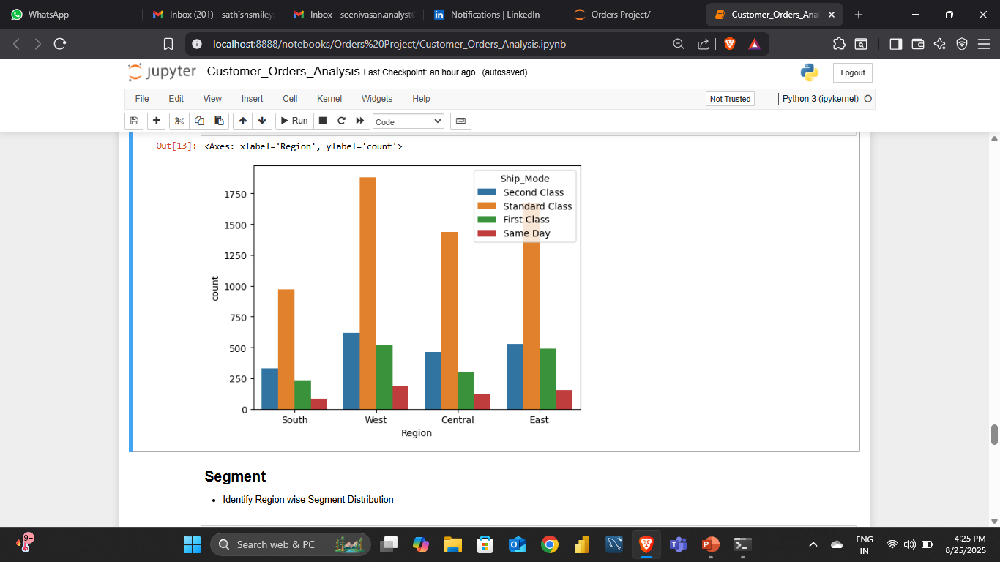 WhatsApp
Inbox (201) - sathishsmiley
Inbox - seenivasan.analyst
Notifications | LinkedIn
Orders Project/
Customer_Orders_Ana
localhost:8888/notebooks/Orders%20Project/Customer_Orders_Analysis.ipynb
jupyter Customer_Orders_Analysis Last Checkpoint: an hour ago (autosaved)
Logout
File Edit View Insert Cell Kernel Widgets Help
Not Trusted
Python 3 (ipykernel)
Run
Code
Out[13]: <Axes: xlabel='Region', ylabel='count'>
Ship_Mode
Second Class
Standard Class
First Class
Same Day
1750
1500
1250
1000
750
500
250
0
count
South West Central East
Region
Segment
Identify Region wise Segment Distribution
9+
Search web & PC
ENG
IN
4:25 PM
8/25/2025